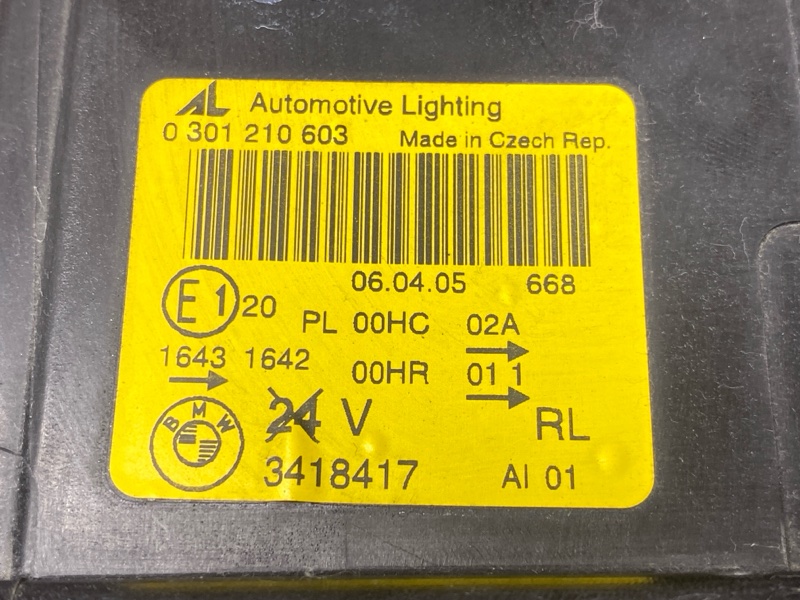 AL Automotive Lighting
0 301 210 603 Made in Czech Rep.
06.04.05 668
E1 20 PL 00HC 02A
1643 1642 00HR 01 1
BMW 24 V RL
3418417 AI 01